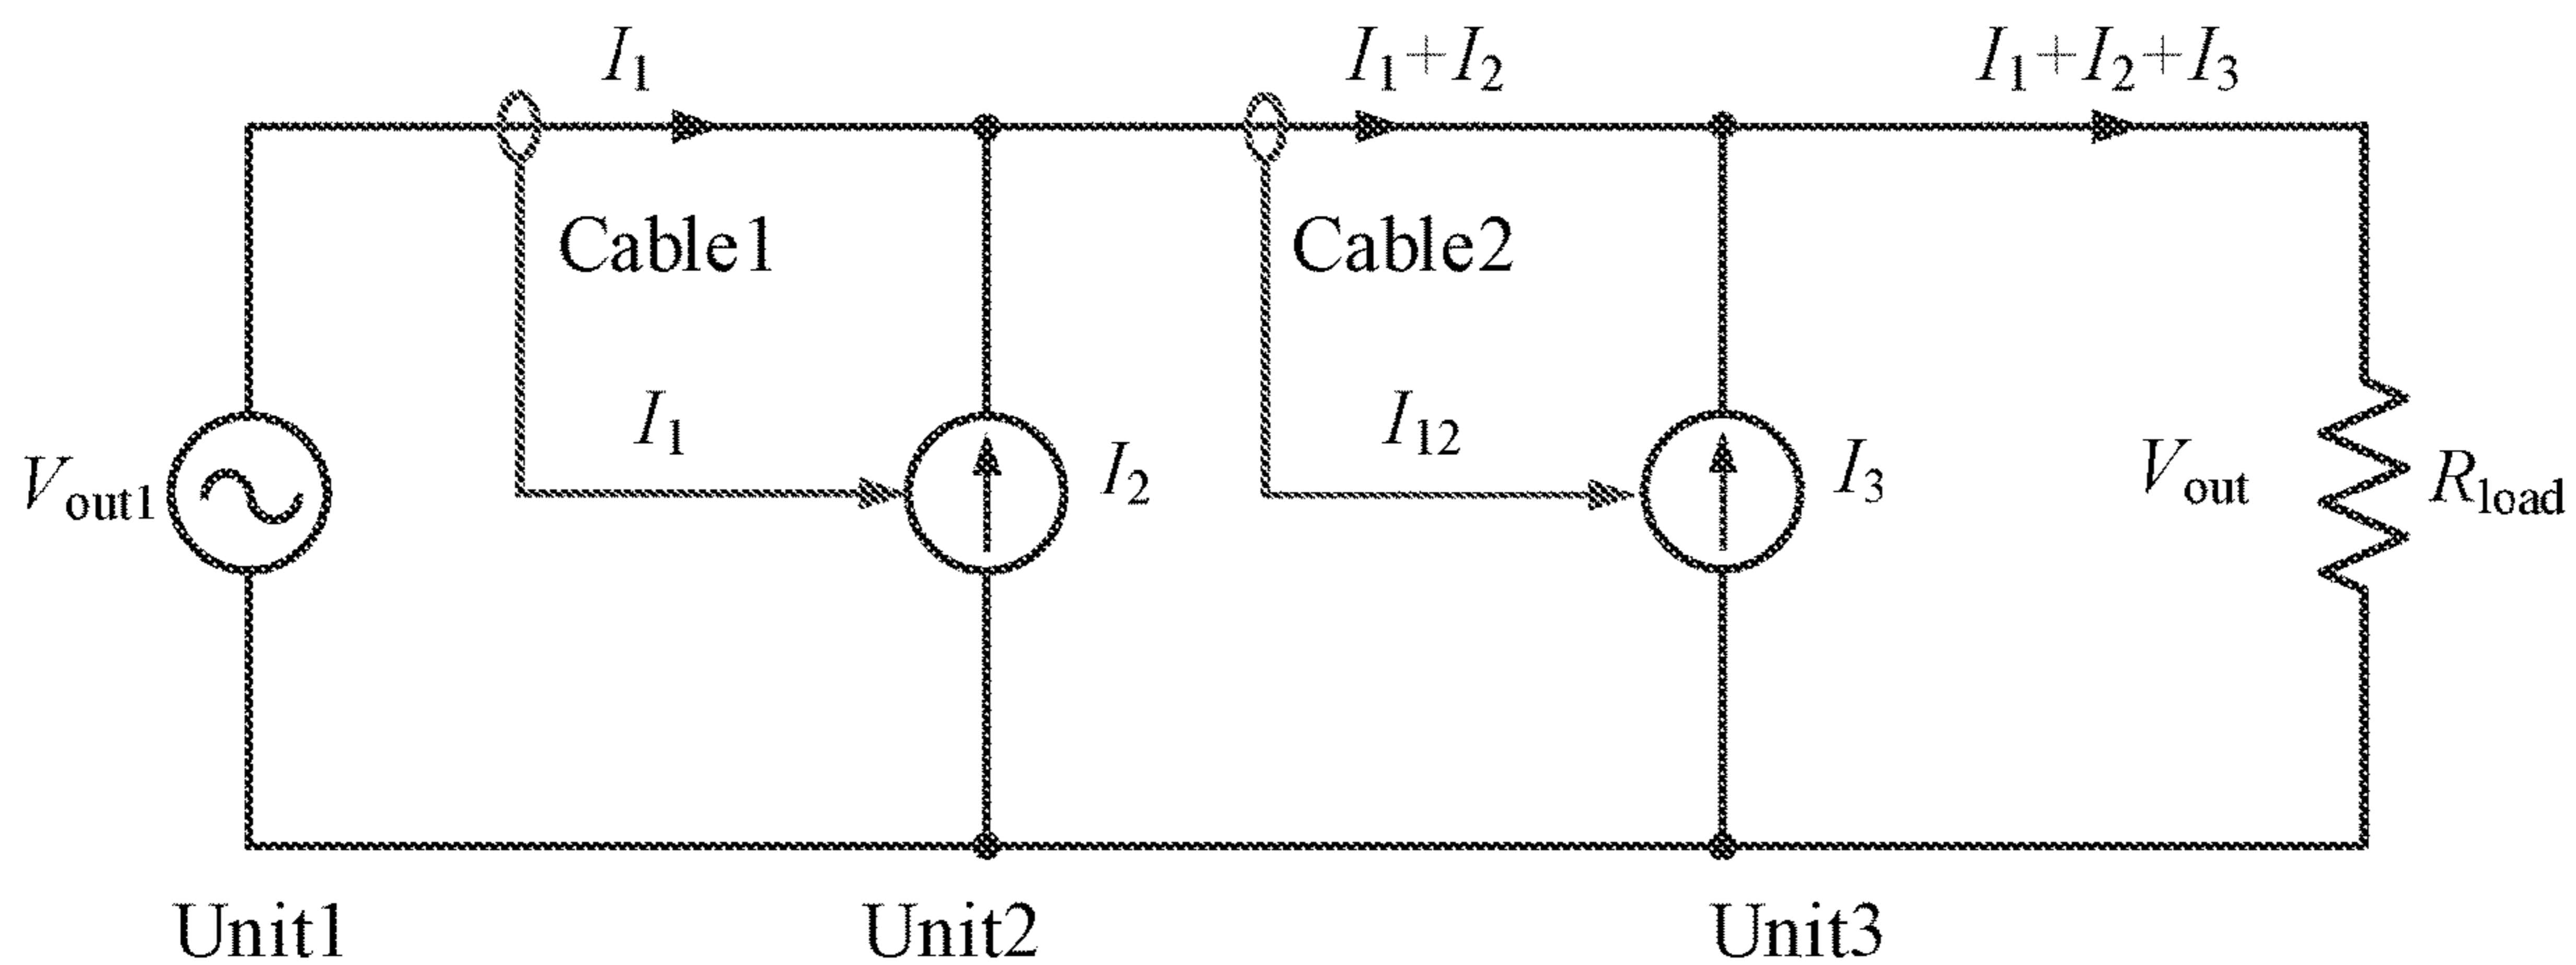 I1
I1+I2
I1+I2+I3
Cable1
Cable2
I1
I12
Vout1
I2
I3
Vout
Rload
Unit1
Unit2
Unit3